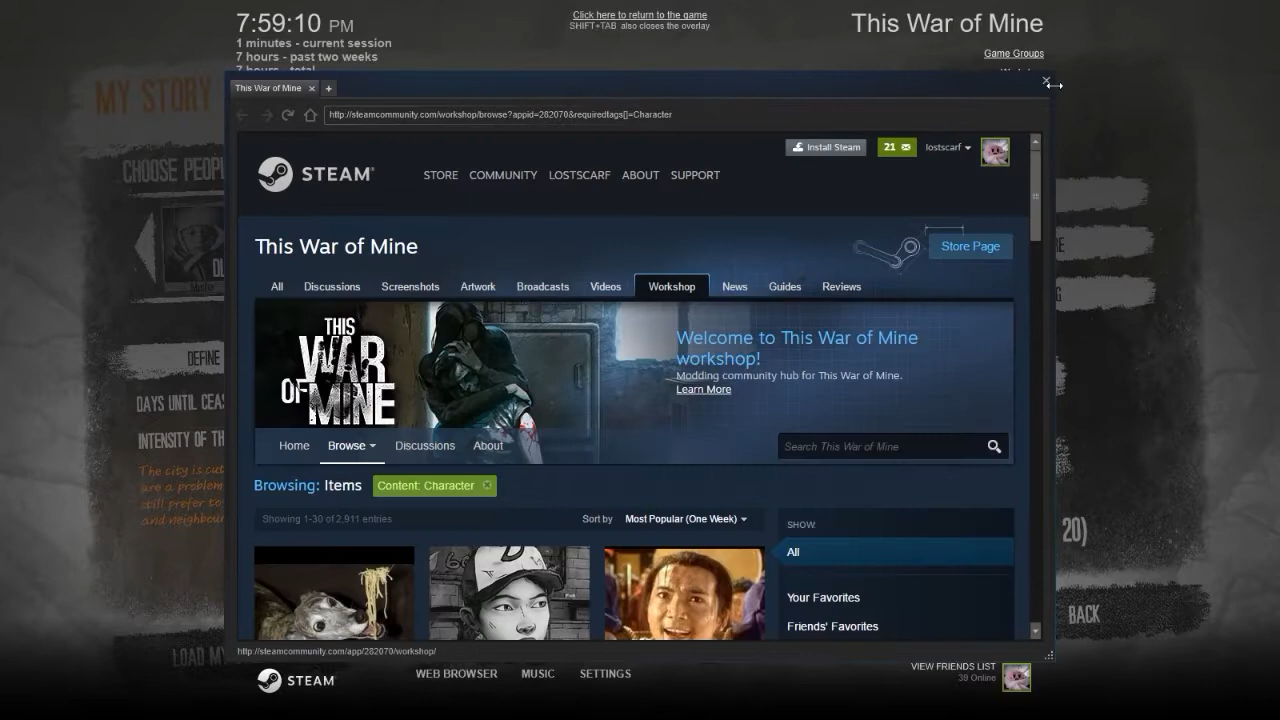 7:59:10 PM
1 minutes - current session
7 hours - past two weeks
7 hours - total
Click here to return to the game
SHIFT+TAB also closes the overlay
This War of Mine
Game Groups
MY STORY
CHOOSE PEOP
DEFINE
DAYS UNTIL CEAS
INTENSITY OF TH
The city is cut
are a problem
still prefer to
and neighbour
LOAD MY
20)
BACK
This War of Mine
http://steamcommunity.com/workshop/browse?appid=282070&requiredtags[]=Character
Install Steam
21
lostscarf
STEAM®
STORE COMMUNITY LOSTSCARF ABOUT SUPPORT
This War of Mine
Store Page
All Discussions Screenshots Artwork Broadcasts Videos Workshop News Guides Reviews
THIS
WAR
OF MINE
Welcome to This War of Mine
workshop!
Modding community hub for This War of Mine.
Learn More
Home Browse Discussions About
Search This War of Mine
Browsing: Items Content: Character
Showing 1-30 of 2,911 entries
Sort by Most Popular (One Week)
SHOW:
All
Your Favorites
Friends' Favorites
D
http://steamcommunity.com/app/282070/workshop/
STEAM
WEB BROWSER MUSIC SETTINGS
VIEW FRIENDS LIST
39 Online